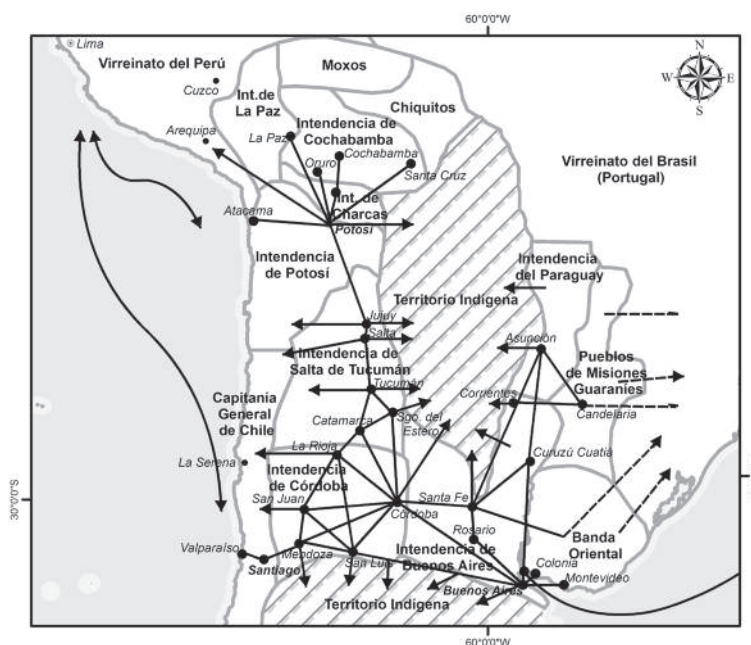 60°0'0"W
Lima
Virreinato del Perú
Moxos
N
W
E
S
Cuzco
Int.de
La Paz
Chiquitos
Intendencia de
Cochabamba
Arequipa
La Paz
Cochabamba
Oruro
Santa Cruz
Virreinato del Brasil
(Portugal)
Int. de
Charcas
Potosí
Atacama
Intendencia
de Potosí
Intendencia
del Paraguay
Territorio Indígena
Jujuy
Salta
Asunción
Intendencia de
Salta de Tucumán
Pueblos
de Misiones
Guaraníes
Tucumán
Capitanía
General
de Chile
Corrientes
Candelaria
Catamarca
Sgo. del
Estero
La Rioja
Curuzú Cuatiá
La Serena
Intendencia
de Córdoba
San Juan
Santa Fe
30°0'0"S
30°0'0"S
Córdoba
Rosario
Banda
Oriental
Valparaíso
Mendoza
San Luis
Intendencia de
Buenos Aires
Santiago
Colonia
Buenos Aires
Montevideo
Territorio Indígena
60°0'0"W